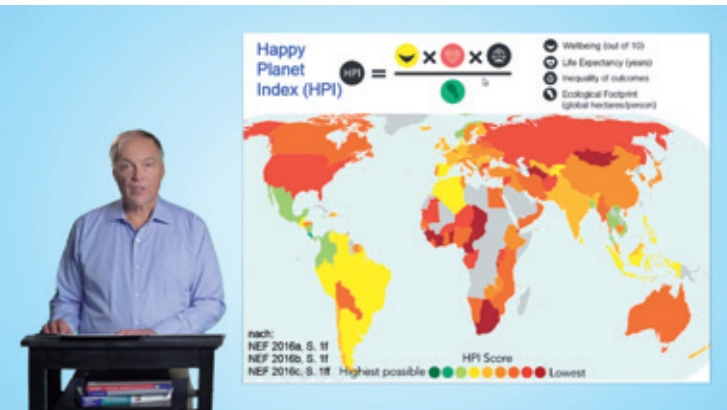 Happy
Planet
Index (HPI)
HPI
=
x
x
Wellbeing (out of 10)
Life Expectancy (years)
Inequality of outcomes
Ecological Footprint
(global hectares/person)
nach:
NEF 2016a, S. 1f
NEF 2016b, S. 1f
NEF 2016c, S. 1ff
HPI Score
Highest possible
Lowest